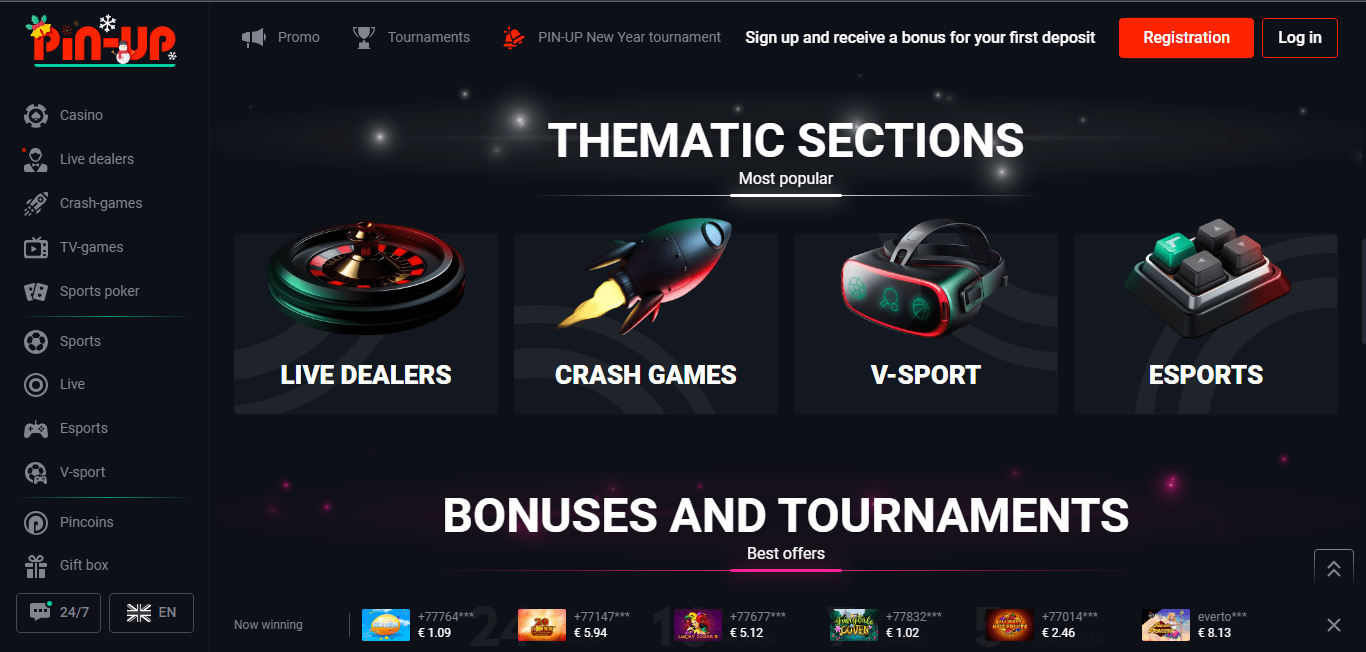 PIN-UP
Promo
Tournaments
PIN-UP New Year tournament
Sign up and receive a bonus for your first deposit
Registration
Log in
Casino
Live dealers
Crash-games
TV-games
Sports poker
Sports
Live
Esports
V-sport
Pincoins
Gift box
24/7
EN
THEMATIC SECTIONS
Most popular
LIVE DEALERS
CRASH GAMES
V-SPORT
ESPORTS
BONUSES AND TOURNAMENTS
Best offers
Now winning
+77764***
€ 1.09
+77147***
€ 5.94
+77677***
€ 5.12
+77832***
€ 1.02
+77014***
€ 2.46
everto***
€ 8.13